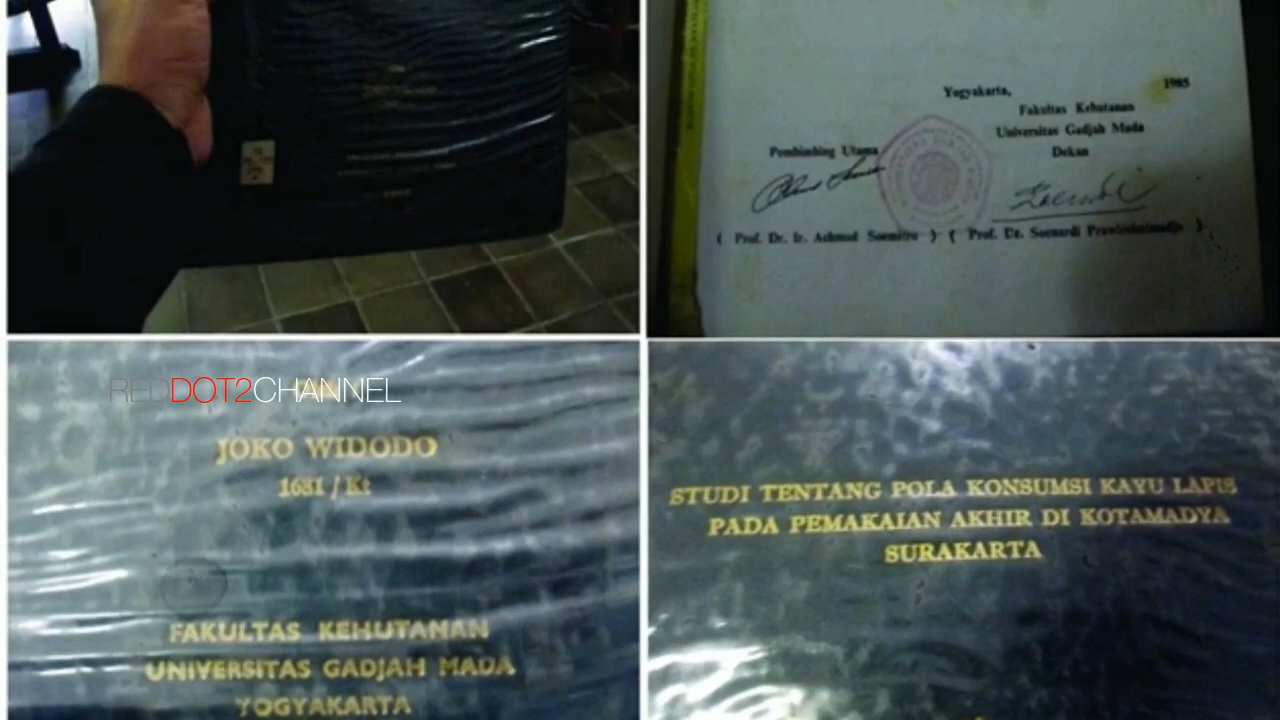 JOKO WIDODO
Yogyakarta, 1985
Fakultas Kehutanan
Universitas Gadjah Mada
Pembimbing Utama Dekan
( Prof. Dr. Ir. Achmad Soemitro ) ( Prof. Dr. Soenardi Prawirohatmodjo )
REDDOT2CHANNEL
JOKO WIDODO
1681 / Kt
FAKULTAS KEHUTANAN
UNIVERSITAS GADJAH MADA
YOGYAKARTA
STUDI TENTANG POLA KONSUMSI KAYU LAPIS
PADA PEMAKAIAN AKHIR DI KOTAMADYA
SURAKARTA